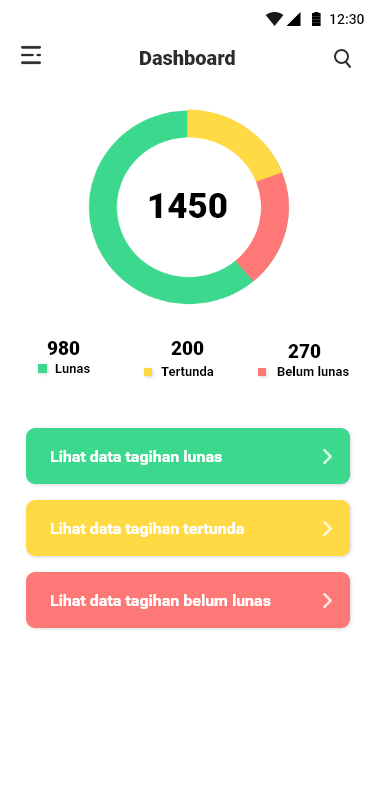 12:30
Dashboard
1450
980
Lunas
200
Tertunda
270
Belum lunas
Lihat data tagihan lunas
Lihat data tagihan tertunda
Lihat data tagihan belum lunas